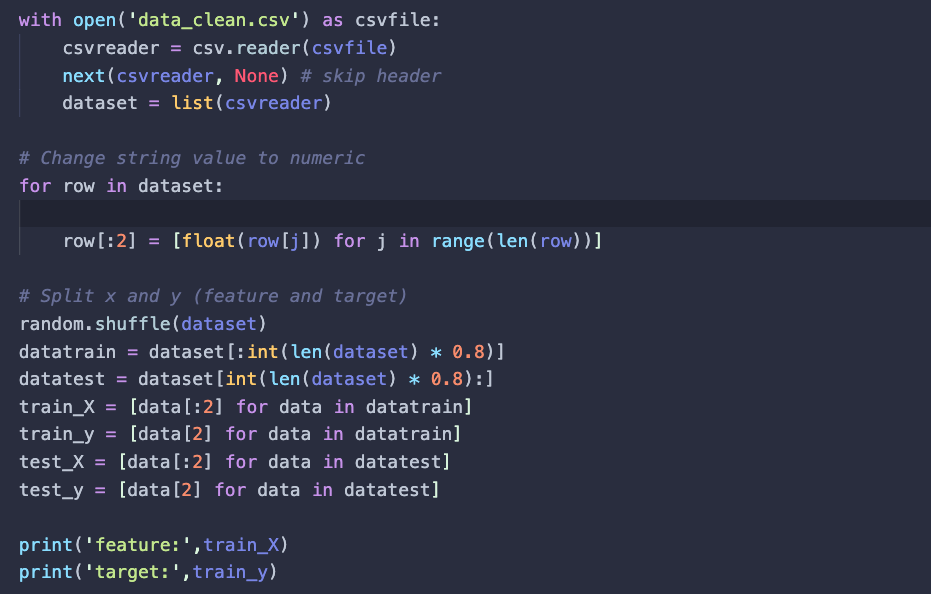 with open('data_clean.csv') as csvfile:
    csvreader = csv.reader(csvfile)
    next(csvreader, None) # skip header
    dataset = list(csvreader)
# Change string value to numeric
for row in dataset:
    row[:2] = [float(row[j]) for j in range(len(row))]
# Split x and y (feature and target)
random.shuffle(dataset)
datatrain = dataset[:int(len(dataset) * 0.8)]
datatest = dataset[int(len(dataset) * 0.8):]
train_X = [data[:2] for data in datatrain]
train_y = [data[2] for data in datatrain]
test_X = [data[:2] for data in datatest]
test_y = [data[2] for data in datatest]
print('feature:',train_X)
print('target:',train_y)